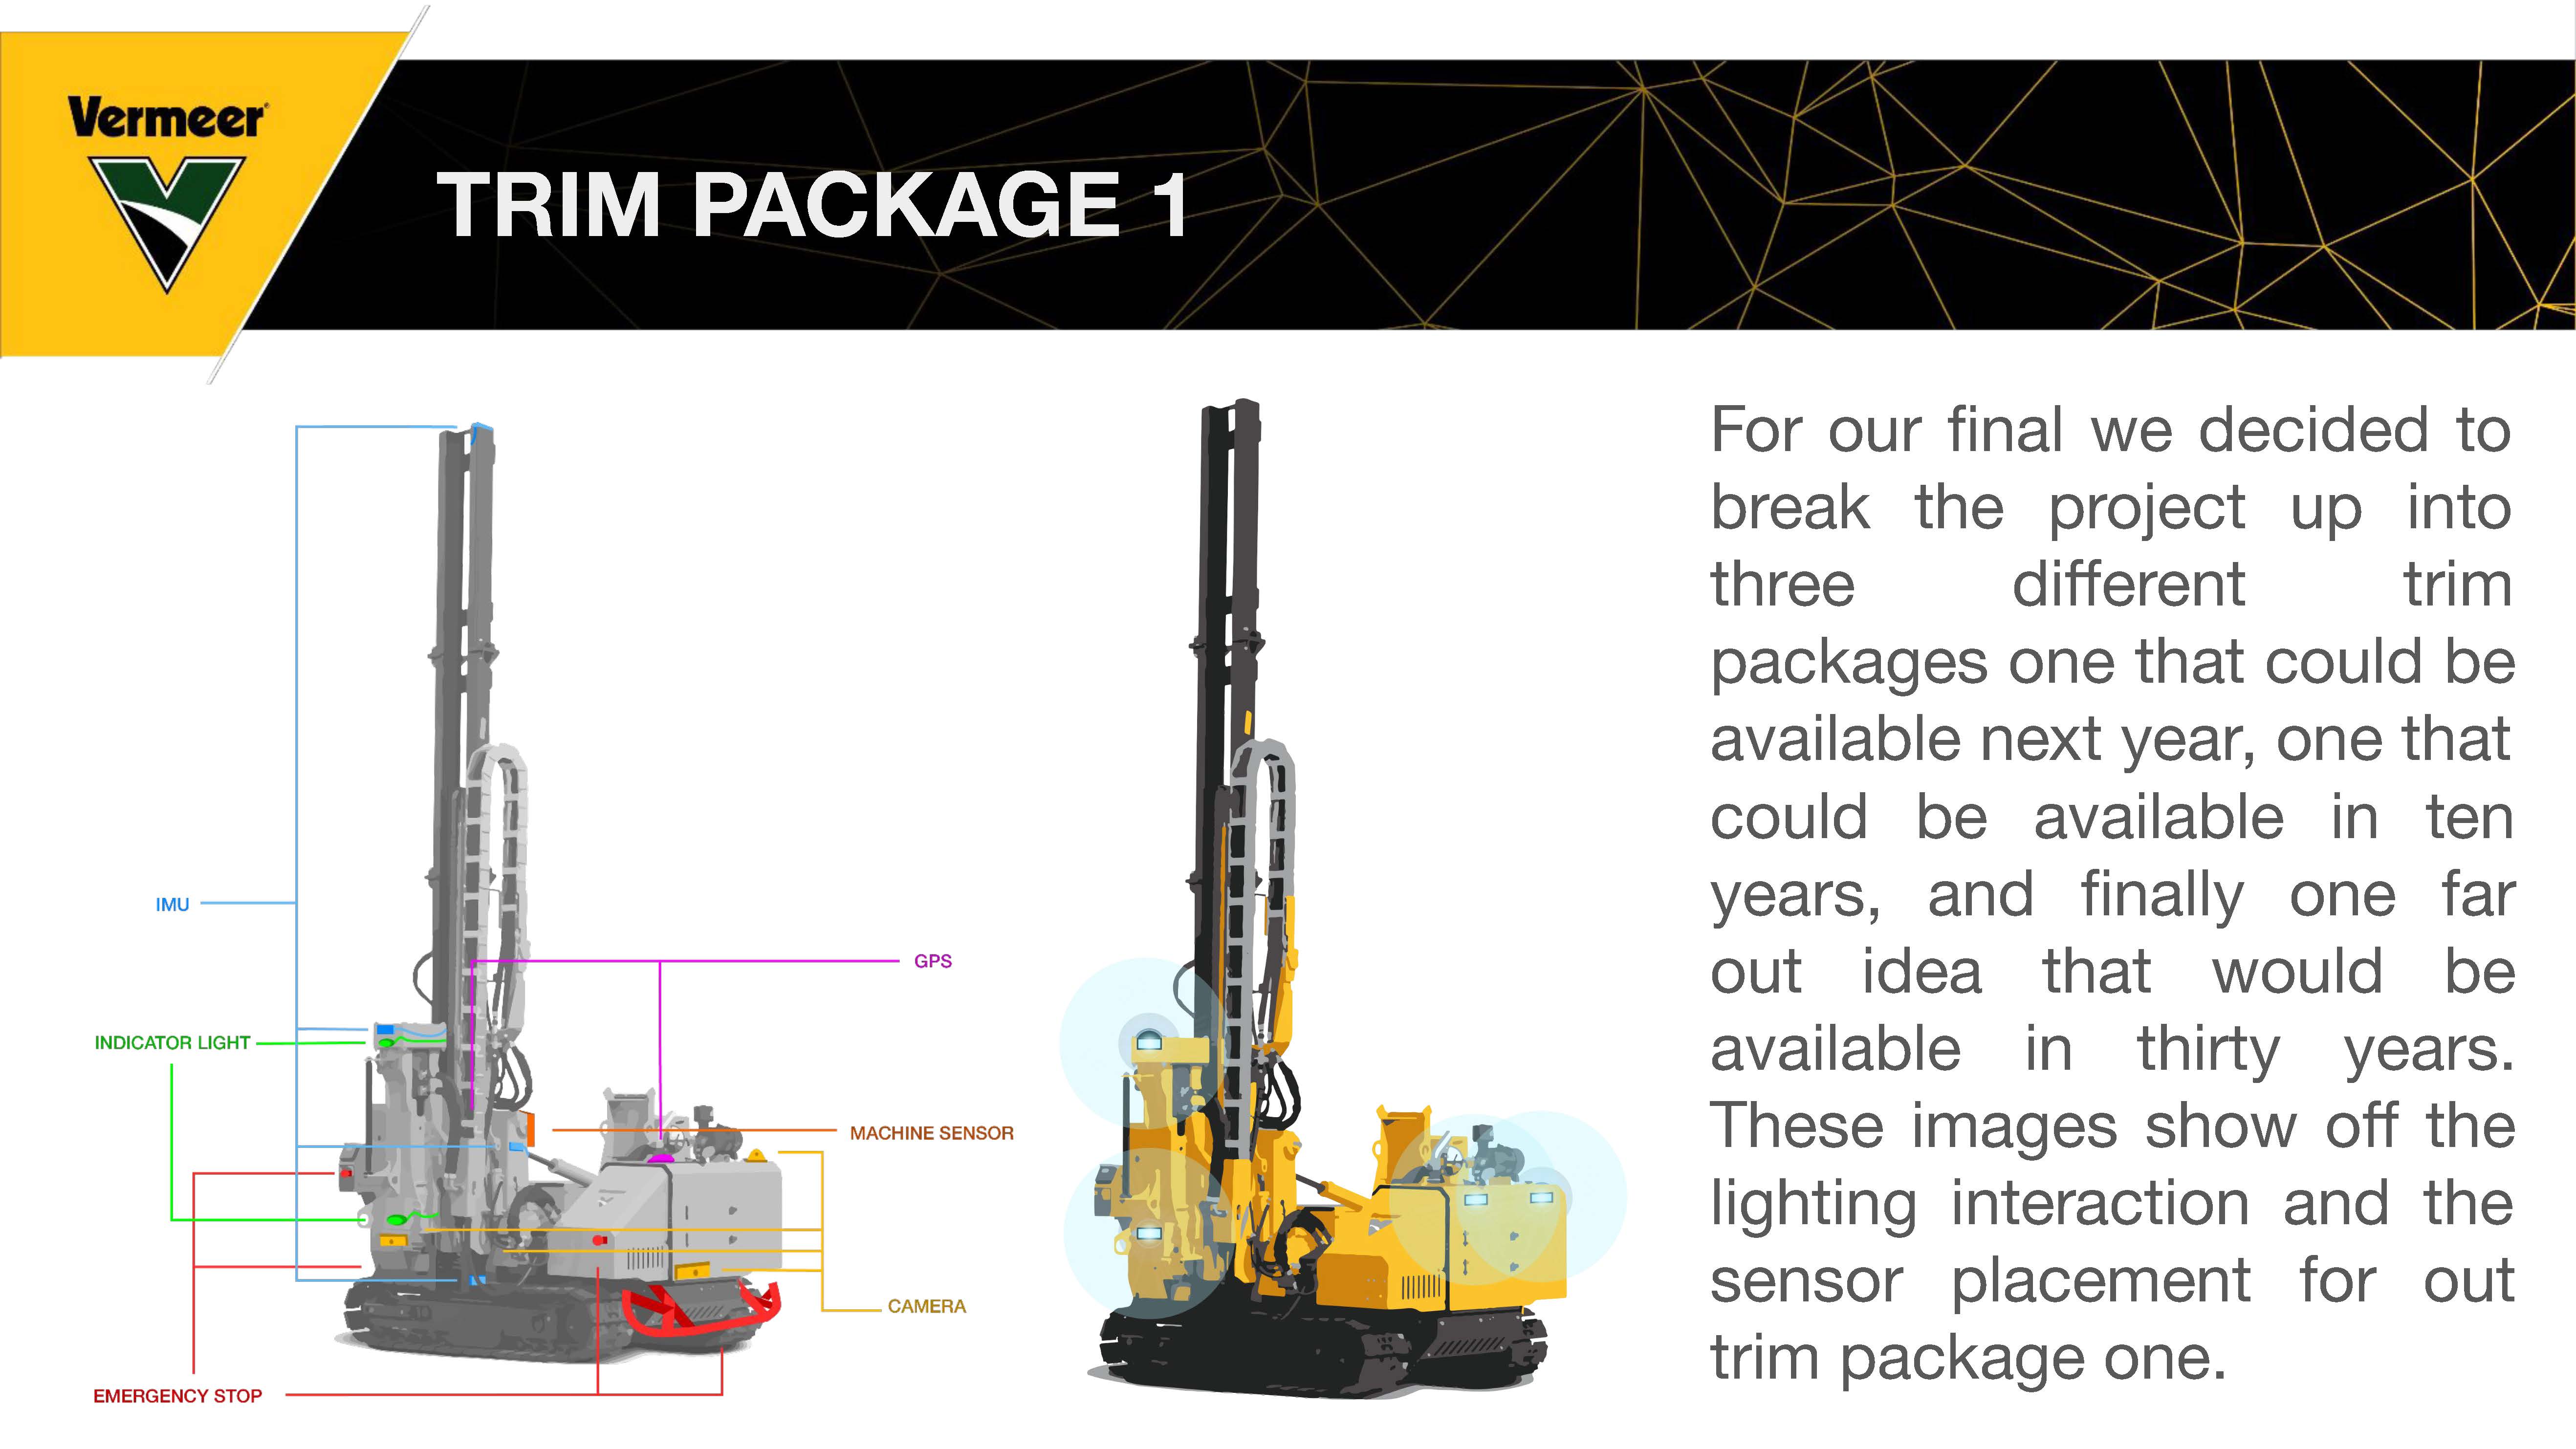 Vermeer
TRIM PACKAGE 1
IMU
INDICATOR LIGHT
EMERGENCY STOP
GPS
MACHINE SENSOR
CAMERA
For our final we decided to
break the project up into
three different trim
packages one that could be
available next year, one that
could be available in ten
years, and finally one far
out idea that would be
available in thirty years.
These images show off the
lighting interaction and the
sensor placement for out
trim package one.